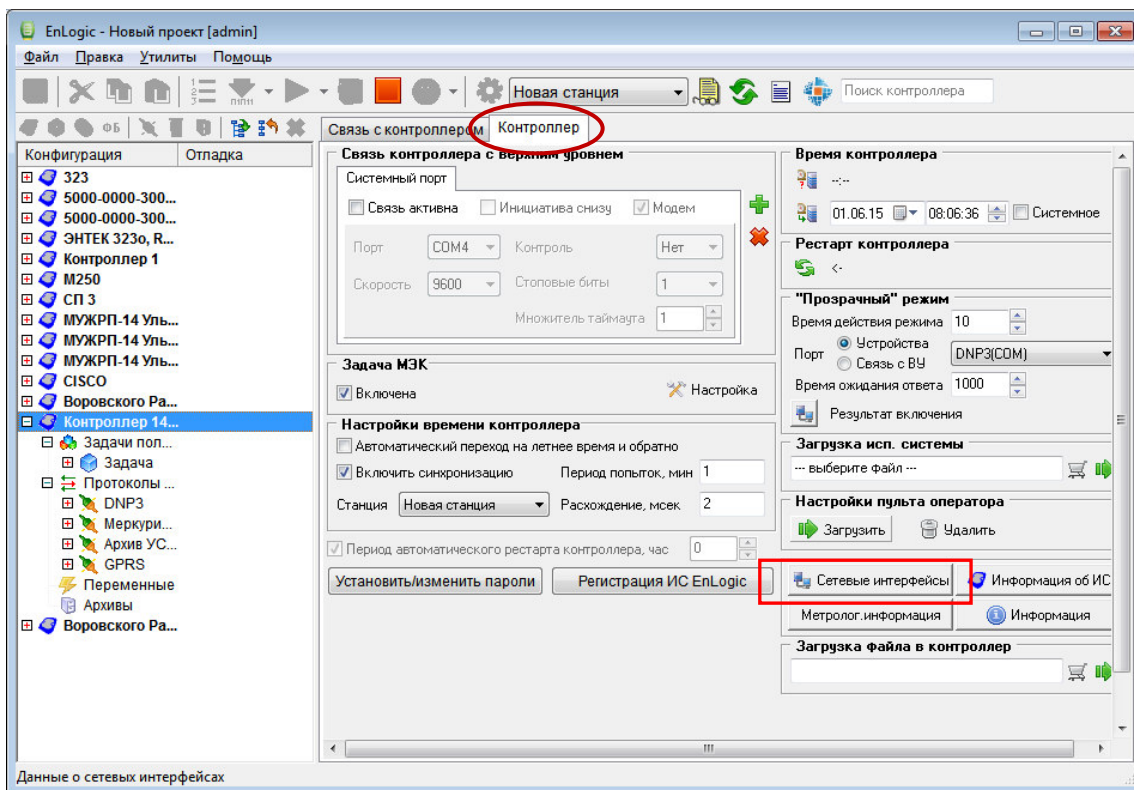 EnLogic - Новый проект [admin]
Файл Правка Утилиты Помощь
Новая станция
Поиск контроллера
ФБ
Связь с контроллером
Контроллер
Конфигурация
Отладка
323
5000-0000-300...
5000-0000-300...
ЭНТЕК 323о, R...
Контроллер 1
M250
СП 3
МУЖРП-14 Уль...
МУЖРП-14 Уль...
МУЖРП-14 Уль...
CISCO
Воровского Ра...
Контроллер 14...
Задачи пол...
Задача
Протоколы ...
DNP3
Меркури...
Архив УС...
GPRS
Переменные
Архивы
Воровского Ра...
Связь контроллера с верхним уровнем
Системный порт
Связь активна
Инициатива снизу
Модем
Порт
COM4
Контроль
Нет
Скорость
9600
Стоповые биты
1
Множитель таймаута
1
Задача МЭК
Включена
Настройка
Настройки времени контроллера
Автоматический переход на летнее время и обратно
Включить синхронизацию
Период попыток, мин
1
Станция
Новая станция
Расхождение, мсек
2
Период автоматического рестарта контроллера, час
0
Установить/изменить пароли
Регистрация ИС EnLogic
Время контроллера
--:--
01.06.15
08:06:36
Системное
Рестарт контроллера
<-
"Прозрачный" режим
Время действия режима
10
Порт
Устройства
Связь с ВУ
DNP3(COM)
Время ожидания ответа
1000
Результат включения
Загрузка исп. системы
--- выберите файл ---
Настройки пульта оператора
Загрузить
Удалить
Сетевые интерфейсы
Информация об ИС
Метролог.информация
Информация
Загрузка файла в контроллер
Данные о сетевых интерфейсах